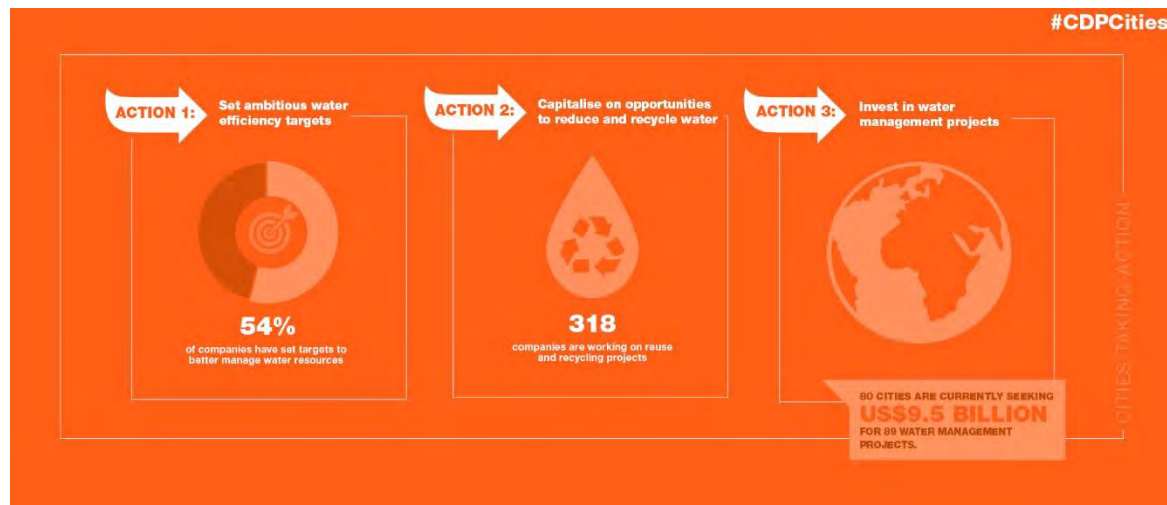 #CDPCities
ACTION 1:
Set ambitious water
efficiency targets
54%
of companies have set targets to
better manage water resources
ACTION 2:
Capitalise on opportunities
to reduce and recycle water
318
companies are working on reuse
and recycling projects
ACTION 3:
Invest in water
management projects
80 CITIES ARE CURRENTLY SEEKING
US$9.5 BILLION
FOR 89 WATER MANAGEMENT
PROJECTS.
CITIES TAKING ACTION